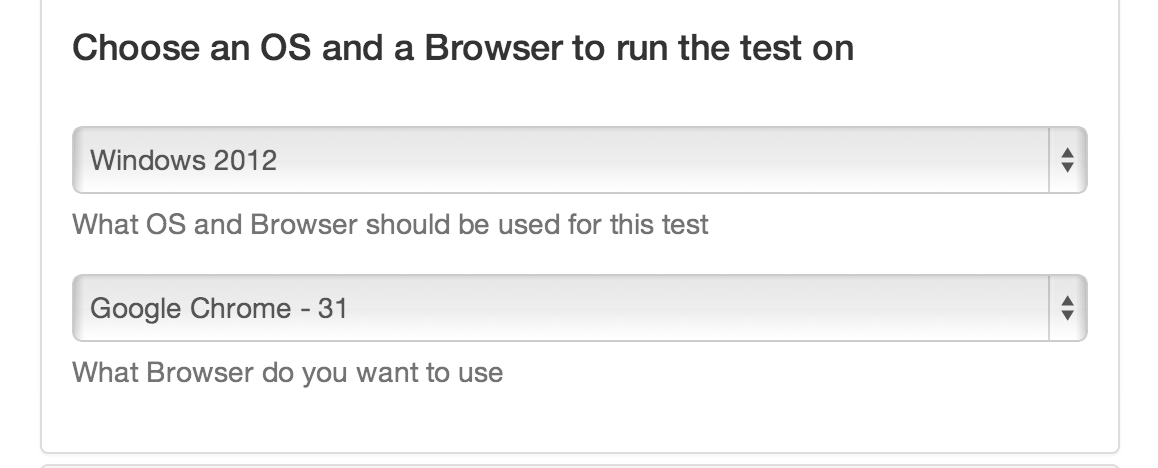 Choose an OS and a Browser to run the test on
Windows 2012
What OS and Browser should be used for this test
Google Chrome - 31
What Browser do you want to use